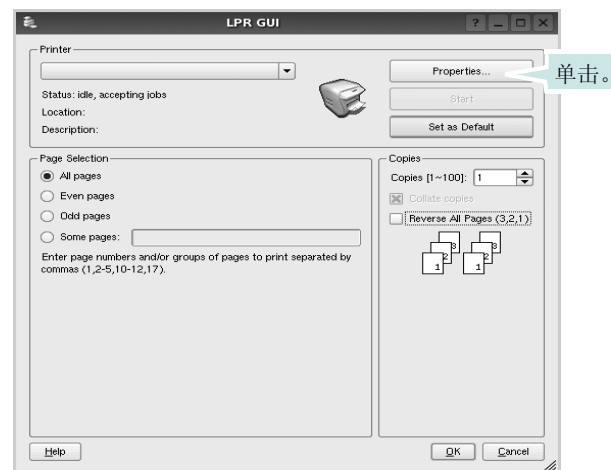 LPR GUI
Printer
Properties...
单击。
Status: idle, accepting jobs
Start
Location:
Description:
Set as Default
Page Selection
All pages
Even pages
Odd pages
Some pages:
Enter page numbers and/or groups of pages to print separated by
commas (1,2-5,10-12,17).
Copies
Copies [1~100]: 1
Collate copies
Reverse All Pages (3,2,1)
3 3
2 2
1 1
Help
OK
Cancel